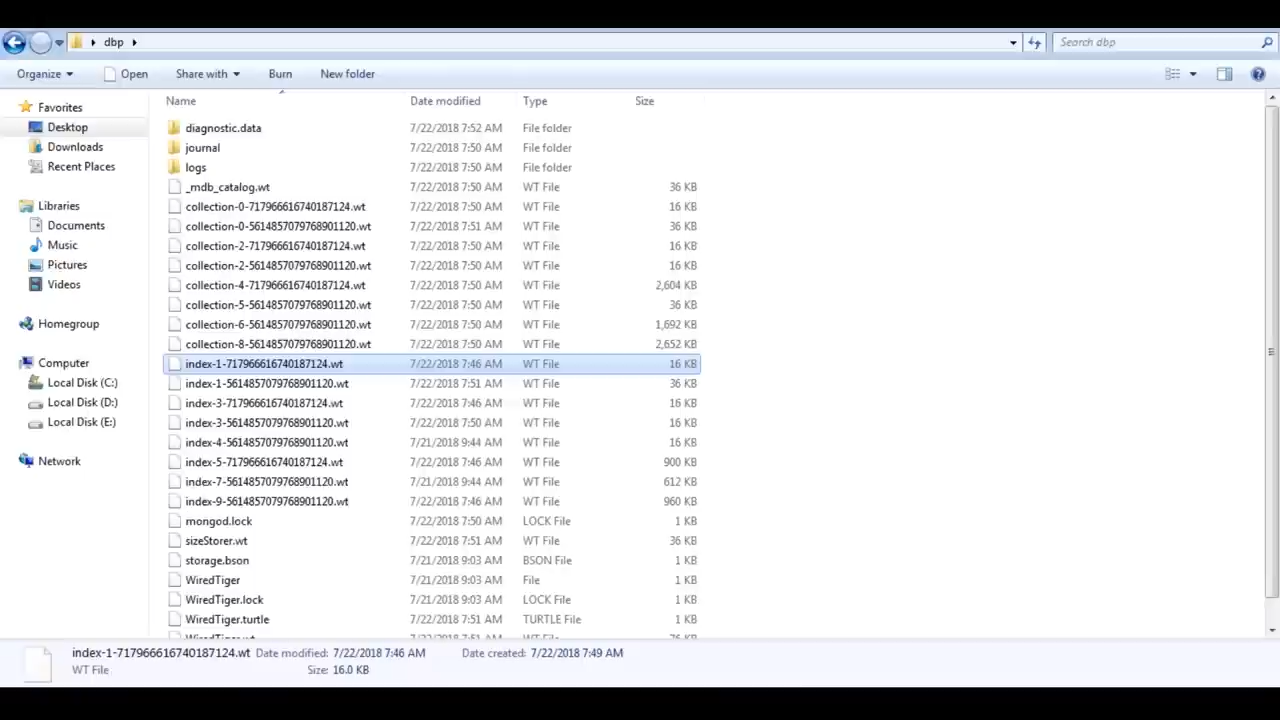 dbp
Search dbp
Organize Open Share with Burn New folder
Favorites
Desktop
Downloads
Recent Places
Libraries
Documents
Music
Pictures
Videos
Homegroup
Computer
Local Disk (C:)
Local Disk (D:)
Local Disk (E:)
Network
Name Date modified Type Size
diagnostic.data 7/22/2018 7:52 AM File folder
journal 7/22/2018 7:50 AM File folder
logs 7/22/2018 7:50 AM File folder
_mdb_catalog.wt 7/22/2018 7:50 AM WT File 36 KB
collection-0-717966616740187124.wt 7/22/2018 7:50 AM WT File 16 KB
collection-0-5614857079768901120.wt 7/22/2018 7:51 AM WT File 36 KB
collection-2-717966616740187124.wt 7/22/2018 7:50 AM WT File 16 KB
collection-2-5614857079768901120.wt 7/22/2018 7:50 AM WT File 16 KB
collection-4-717966616740187124.wt 7/22/2018 7:50 AM WT File 2,604 KB
collection-5-5614857079768901120.wt 7/22/2018 7:50 AM WT File 36 KB
collection-6-5614857079768901120.wt 7/22/2018 7:50 AM WT File 1,692 KB
collection-8-5614857079768901120.wt 7/22/2018 7:50 AM WT File 2,652 KB
index-1-717966616740187124.wt 7/22/2018 7:46 AM WT File 16 KB
index-1-5614857079768901120.wt 7/22/2018 7:51 AM WT File 36 KB
index-3-717966616740187124.wt 7/22/2018 7:46 AM WT File 16 KB
index-3-5614857079768901120.wt 7/22/2018 7:50 AM WT File 16 KB
index-4-5614857079768901120.wt 7/21/2018 9:44 AM WT File 16 KB
index-5-717966616740187124.wt 7/22/2018 7:46 AM WT File 900 KB
index-7-5614857079768901120.wt 7/21/2018 9:44 AM WT File 612 KB
index-9-5614857079768901120.wt 7/22/2018 7:46 AM WT File 960 KB
mongod.lock 7/22/2018 7:50 AM LOCK File 1 KB
sizeStorer.wt 7/22/2018 7:51 AM WT File 36 KB
storage.bson 7/21/2018 9:03 AM BSON File 1 KB
WiredTiger 7/21/2018 9:03 AM File 1 KB
WiredTiger.lock 7/21/2018 9:03 AM LOCK File 1 KB
WiredTiger.turtle 7/22/2018 7:51 AM TURTLE File 1 KB
WiredTiger.wt 7/22/2018 7:51 AM WT File 76 KB
index-1-717966616740187124.wt Date modified: 7/22/2018 7:46 AM Date created: 7/22/2018 7:49 AM
WT File Size: 16.0 KB